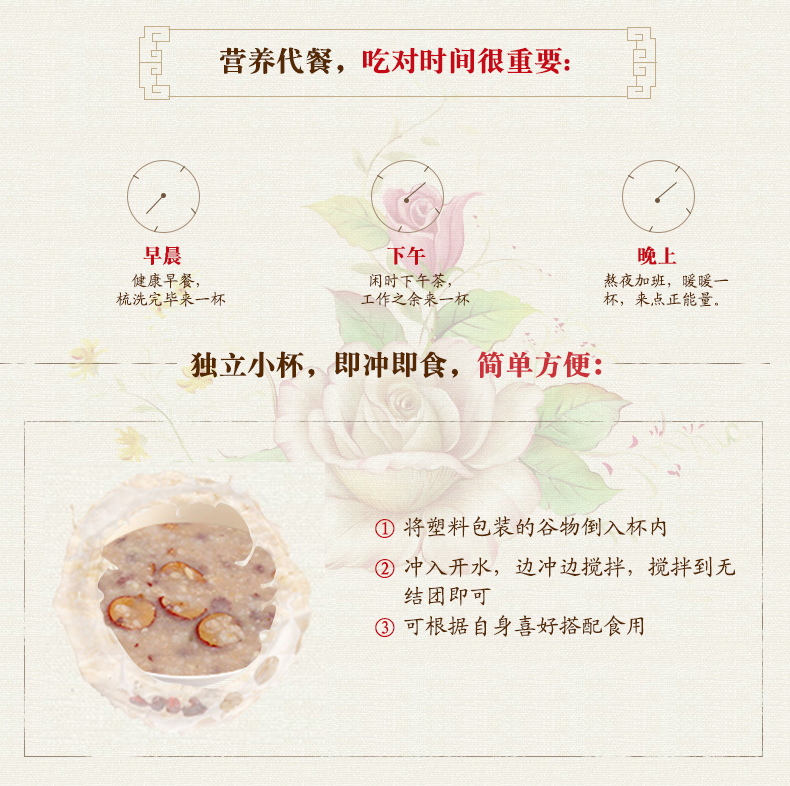 营养代餐，吃对时间很重要：
早晨
健康早餐，
梳洗完毕来一杯
下午
闲时下午茶，
工作之余来一杯
晚上
熬夜加班，暖暖一
杯，来点正能量。
独立小杯，即冲即食，简单方便：
① 将塑料包装的谷物倒入杯内
② 冲入开水，边冲边搅拌，搅拌到无
结团即可
③ 可根据自身喜好搭配食用